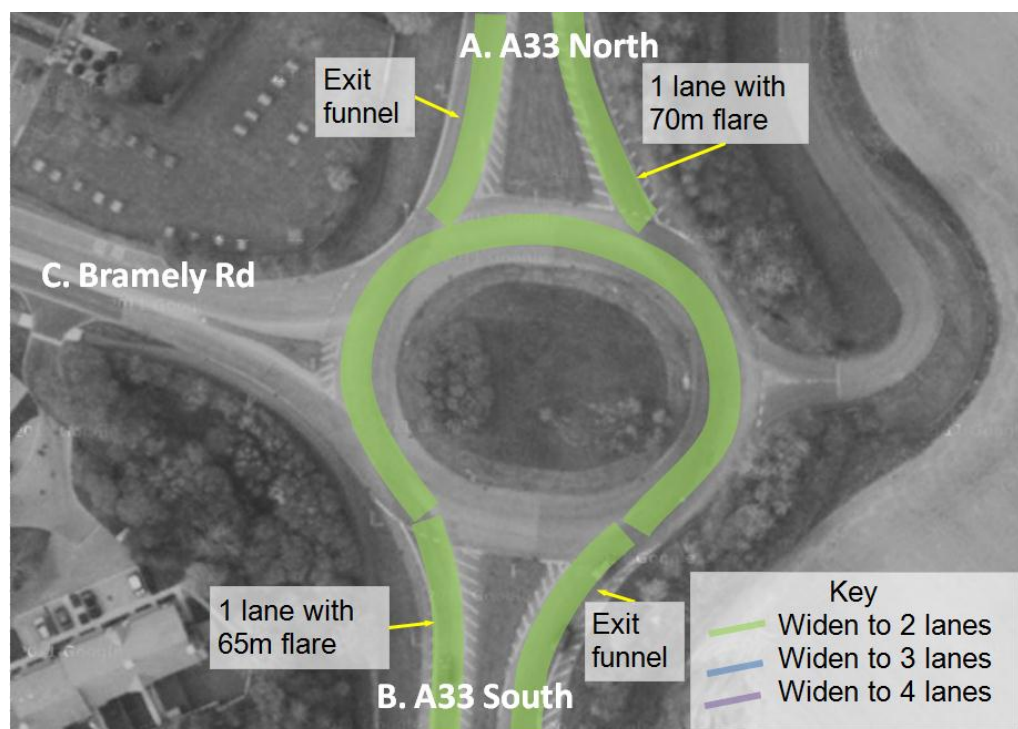 A. A33 North
Exit
funnel
1 lane with
70m flare
C. Bramely Rd
1 lane with
65m flare
Exit
funnel
B. A33 South
Key
Widen to 2 lanes
Widen to 3 lanes
Widen to 4 lanes